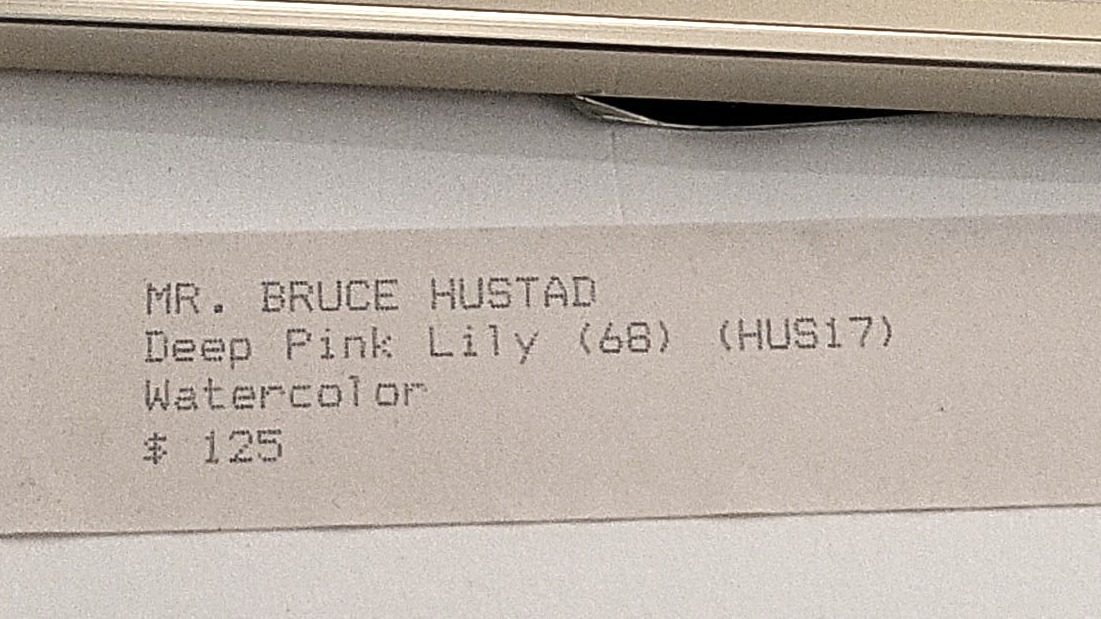 MR. BRUCE HUSTAD
Deep Pink Lily (68) (HUS17)
Watercolor
$ 125